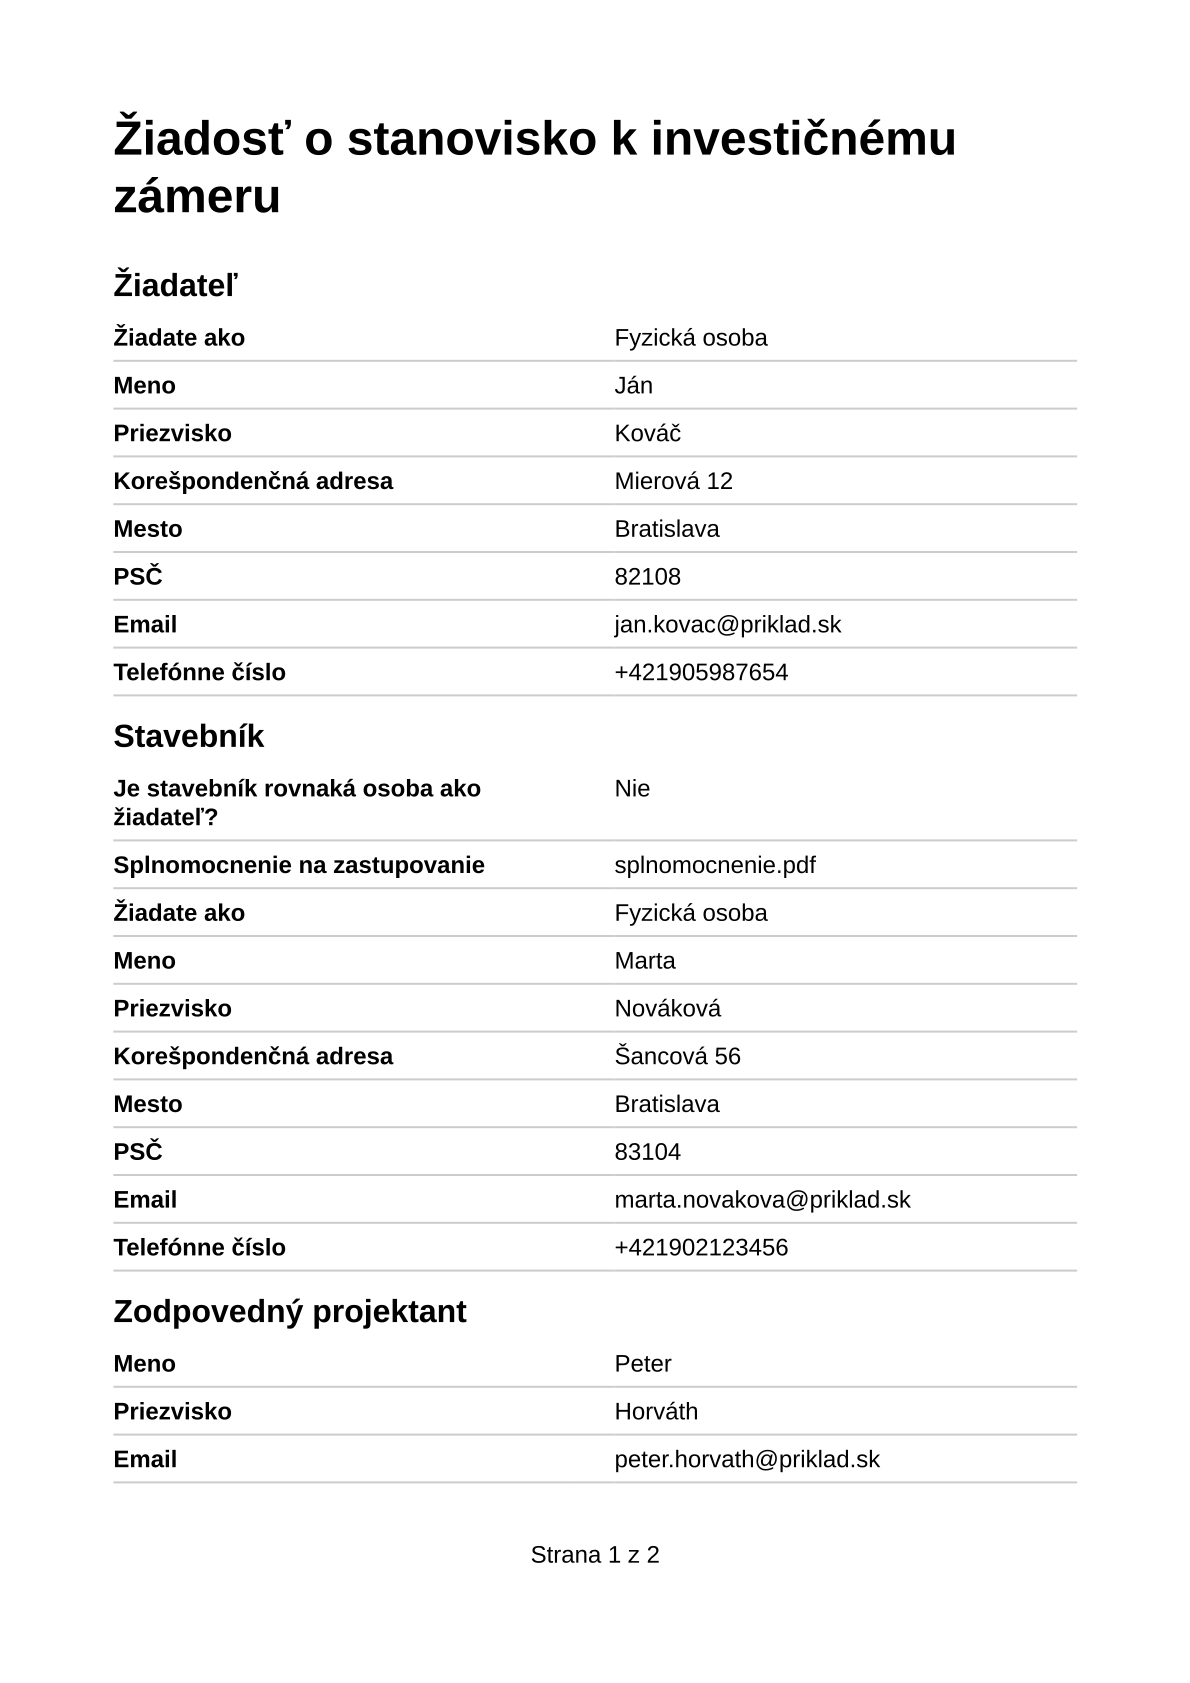 Žiadosť o stanovisko k investičnému
zámeru
Žiadateľ
Žiadate ako Fyzická osoba
Meno Ján
Priezvisko Kováč
Korešpondenčná adresa Mierová 12
Mesto Bratislava
PSČ 82108
Email jan.kovac@priklad.sk
Telefónne číslo +421905987654
Stavebník
Je stavebník rovnaká osoba ako Nie
žiadateľ?
Splnomocnenie na zastupovanie splnomocnenie.pdf
Žiadate ako Fyzická osoba
Meno Marta
Priezvisko Nováková
Korešpondenčná adresa Šancová 56
Mesto Bratislava
PSČ 83104
Email marta.novakova@priklad.sk
Telefónne číslo +421902123456
Zodpovedný projektant
Meno Peter
Priezvisko Horváth
Email peter.horvath@priklad.sk
Strana 1 z 2